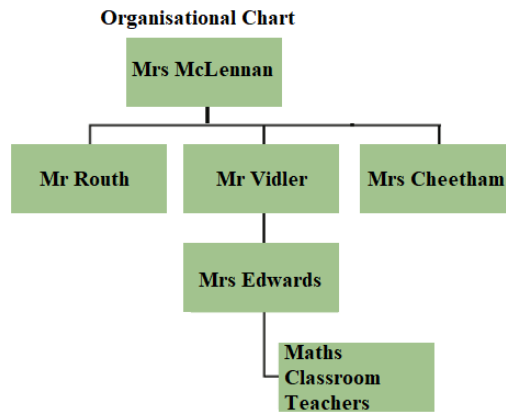 Organisational Chart
Mrs McLennan
Mr Routh
Mr Vidler
Mrs Cheetham
Mrs Edwards
Maths
Classroom
Teachers